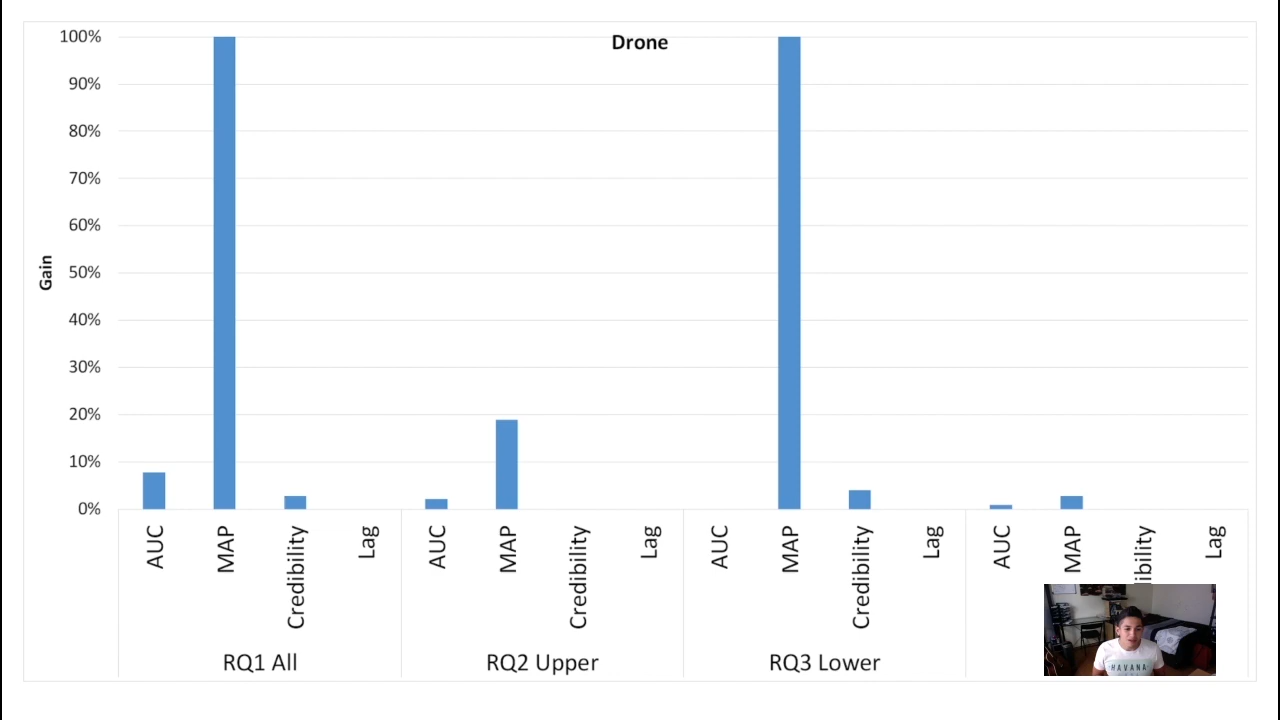 Drone
Gain
100%
90%
80%
70%
60%
50%
40%
30%
20%
10%
0%
AUC MAP Credibility Lag AUC MAP Credibility Lag AUC MAP Credibility Lag AUC MAP Lag
RQ1 All RQ2 Upper RQ3 Lower
HAVANA